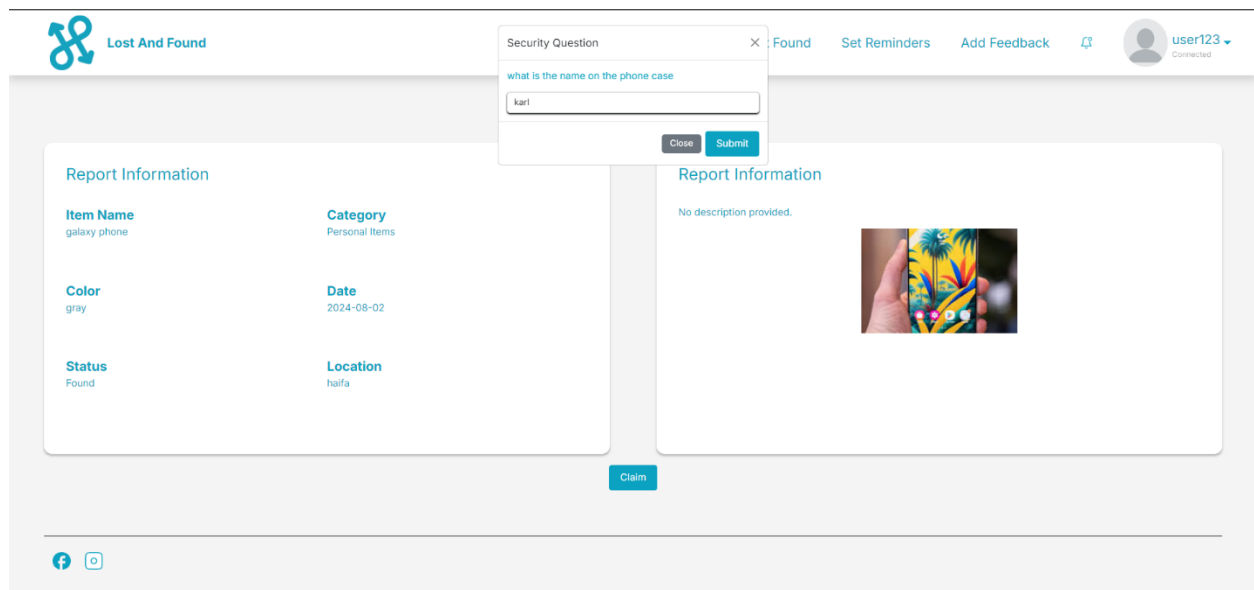 Lost And Found
Found
Set Reminders
Add Feedback
user123
Connected
Security Question
what is the name on the phone case
karl
Close
Submit
Report Information
Item Name
galaxy phone
Category
Personal Items
Color
gray
Date
2024-08-02
Status
Found
Location
haifa
Report Information
No description provided.
Claim